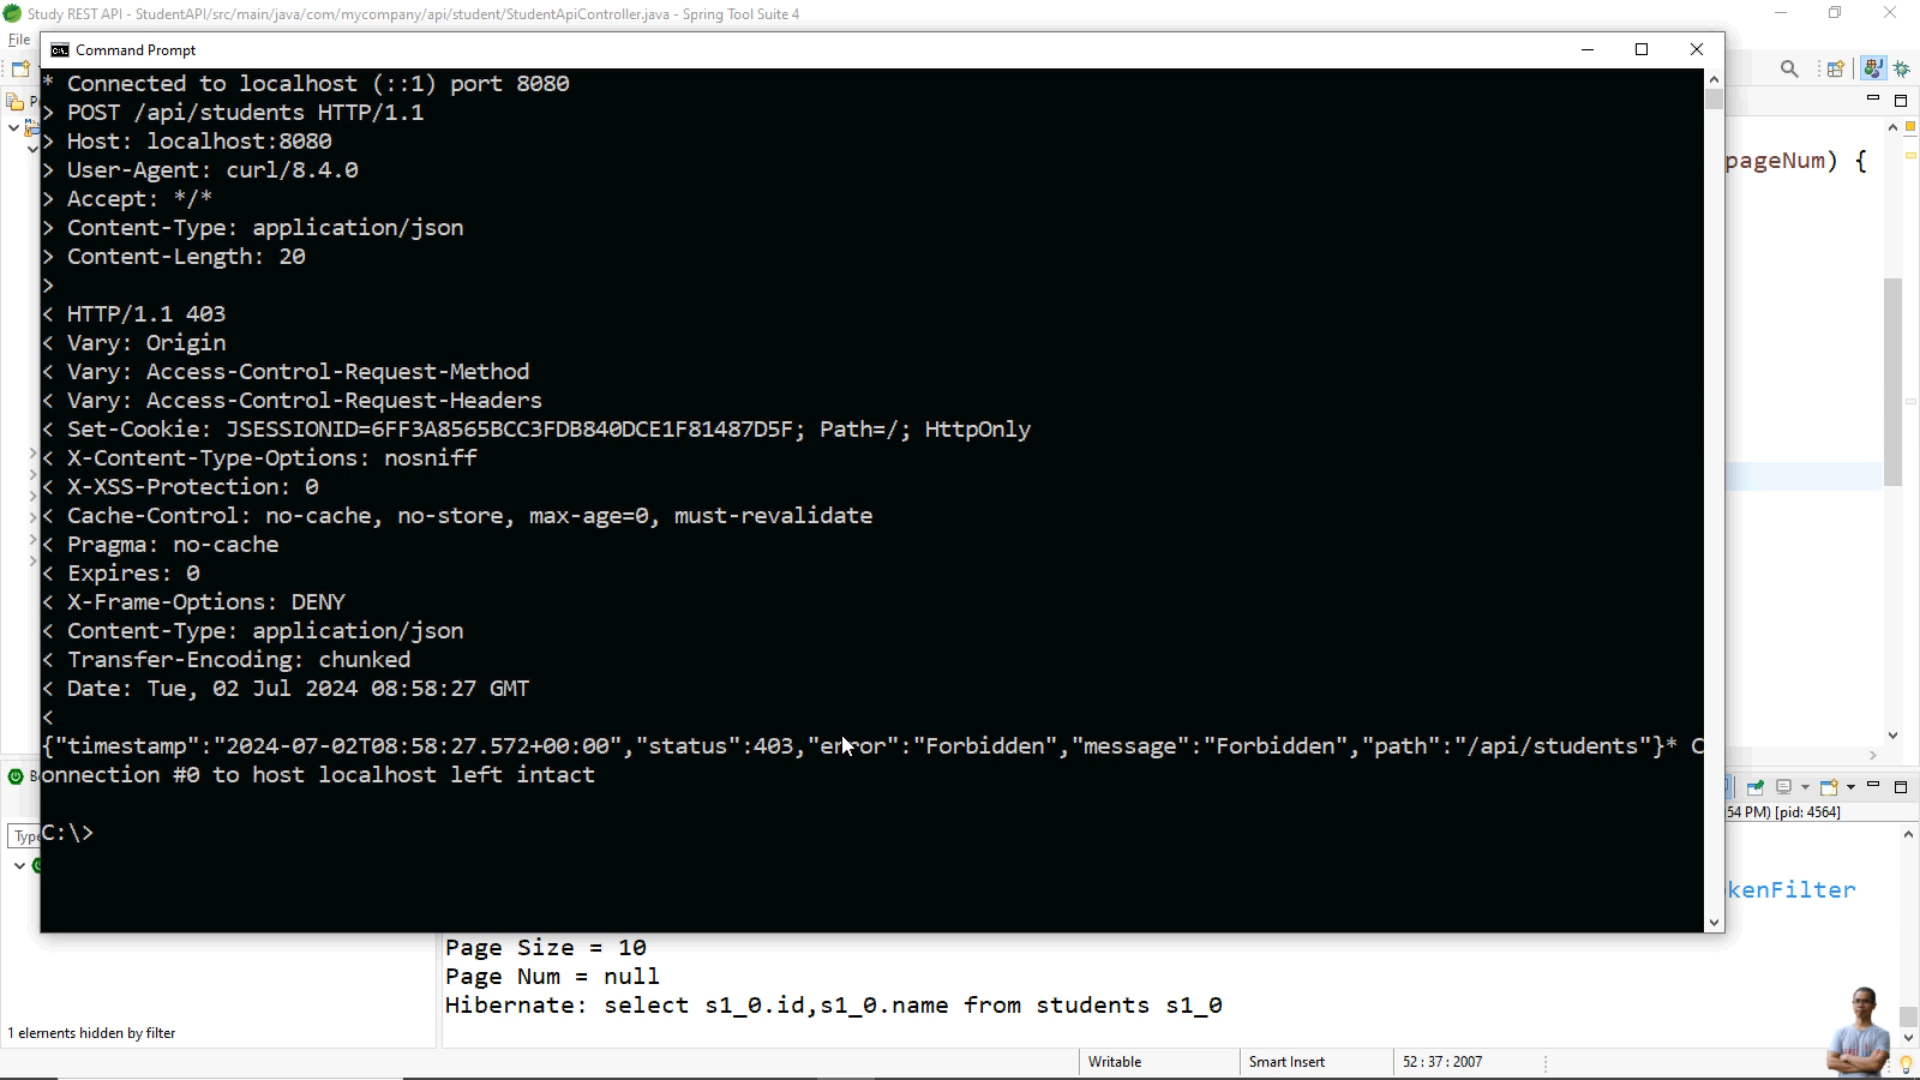 Study REST API - StudentAPI/src/main/java/com/mycompany/api/student/StudentApiController.java - Spring Tool Suite 4
File
Command Prompt
* Connected to localhost (::1) port 8080
> POST /api/students HTTP/1.1
> Host: localhost:8080
> User-Agent: curl/8.4.0
> Accept: */*
> Content-Type: application/json
> Content-Length: 20
>
< HTTP/1.1 403
< Vary: Origin
< Vary: Access-Control-Request-Method
< Vary: Access-Control-Request-Headers
< Set-Cookie: JSESSIONID=6FF3A8565BCC3FDB840DCE1F81487D5F; Path=/; HttpOnly
< X-Content-Type-Options: nosniff
< X-XSS-Protection: 0
< Cache-Control: no-cache, no-store, max-age=0, must-revalidate
< Pragma: no-cache
< Expires: 0
< X-Frame-Options: DENY
< Content-Type: application/json
< Transfer-Encoding: chunked
< Date: Tue, 02 Jul 2024 08:58:27 GMT
<
{"timestamp":"2024-07-02T08:58:27.572+00:00","status":403,"error":"Forbidden","message":"Forbidden","path":"/api/students"}* C
onnection #0 to host localhost left intact
C:\>
pageNum) {
54 PM) [pid: 4564]
Type
kenFilter
Page Size = 10
Page Num = null
Hibernate: select s1_0.id,s1_0.name from students s1_0
1 elements hidden by filter
Writable
Smart Insert
52 : 37 : 2007